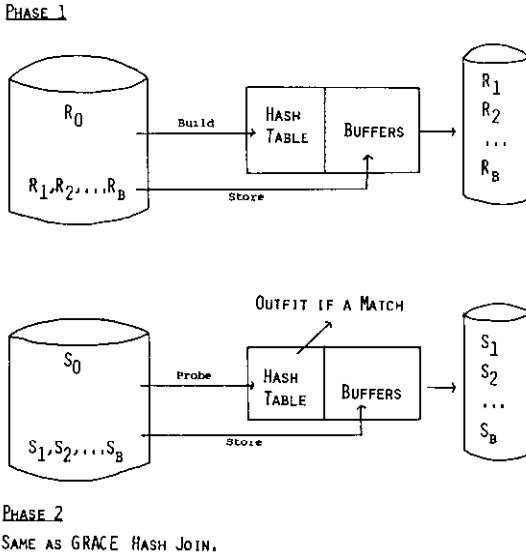 PHASE 1
R0
R1,R2,...RB
Build
Store
HASH TABLE
BUFFERS
R1
R2
...
RB
OUTFIT IF A MATCH
S0
S1,S2,...SB
Probe
Store
HASH TABLE
BUFFERS
S1
S2
...
SB
PHASE 2
SAME AS GRACE HASH JOIN.